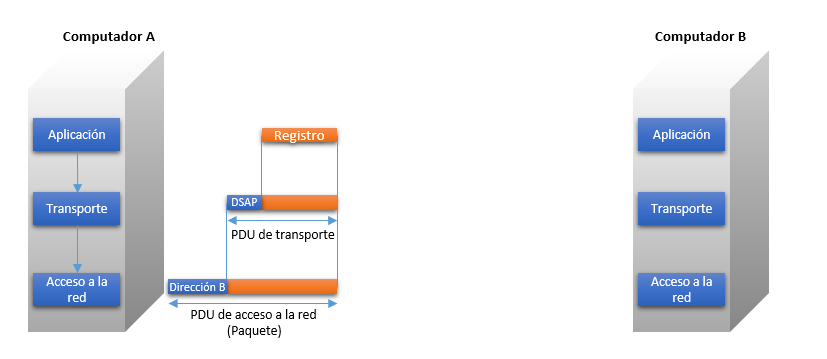 Computador A
Computador B
Aplicación
Registro
Aplicación
Transporte
DSAP
Transporte
PDU de transporte
Acceso a la
red
Dirección B
Acceso a la
red
PDU de acceso a la red
(Paquete)